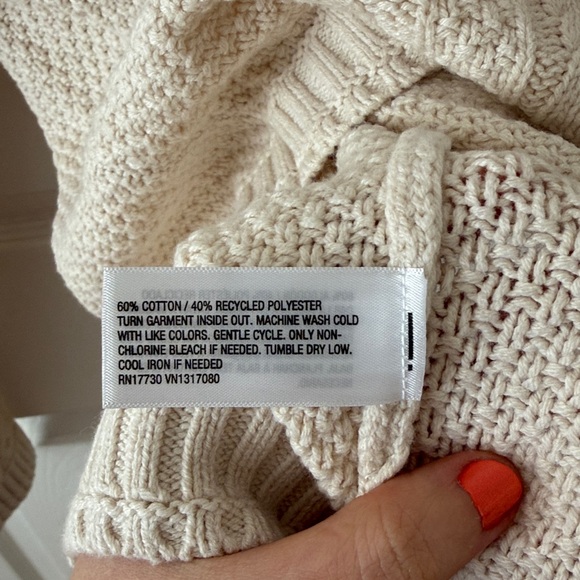 60% COTTON / 40% RECYCLED POLYESTER
TURN GARMENT INSIDE OUT. MACHINE WASH COLD
WITH LIKE COLORS. GENTLE CYCLE. ONLY NON-
CHLORINE BLEACH IF NEEDED. TUMBLE DRY LOW.
COOL IRON IF NEEDED
RN17730 VN1317080